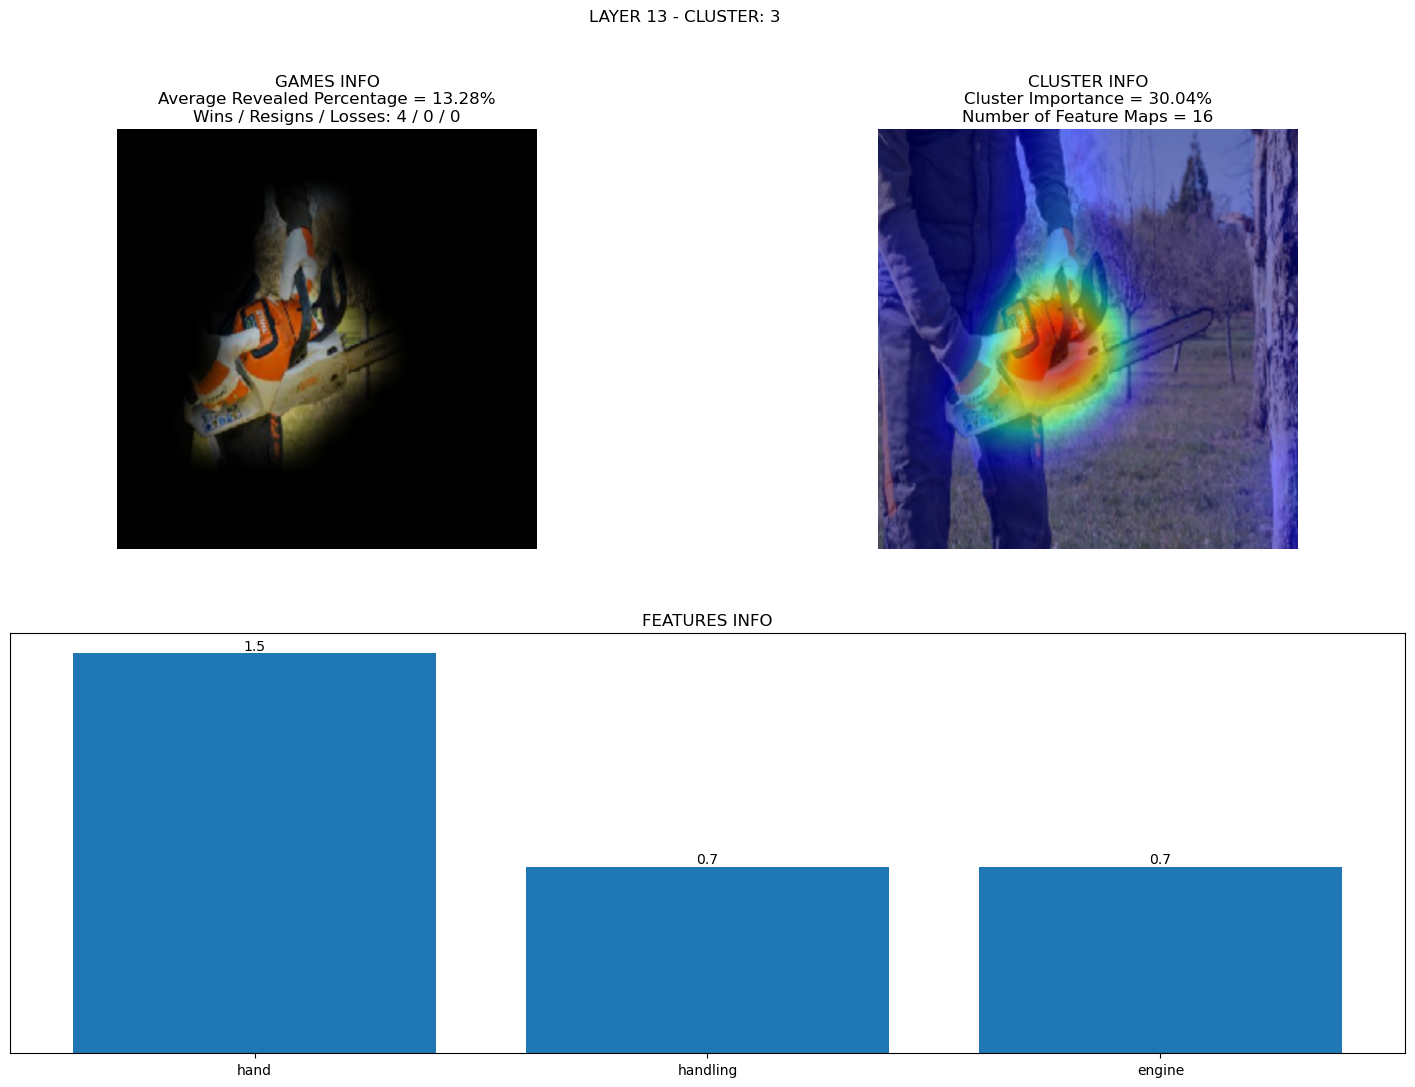 LAYER 13 - CLUSTER: 3
GAMES INFO
Average Revealed Percentage = 13.28%
Wins / Resigns / Losses: 4 / 0 / 0
CLUSTER INFO
Cluster Importance = 30.04%
Number of Feature Maps = 16
FEATURES INFO
1.5
0.7
0.7
hand
handling
engine